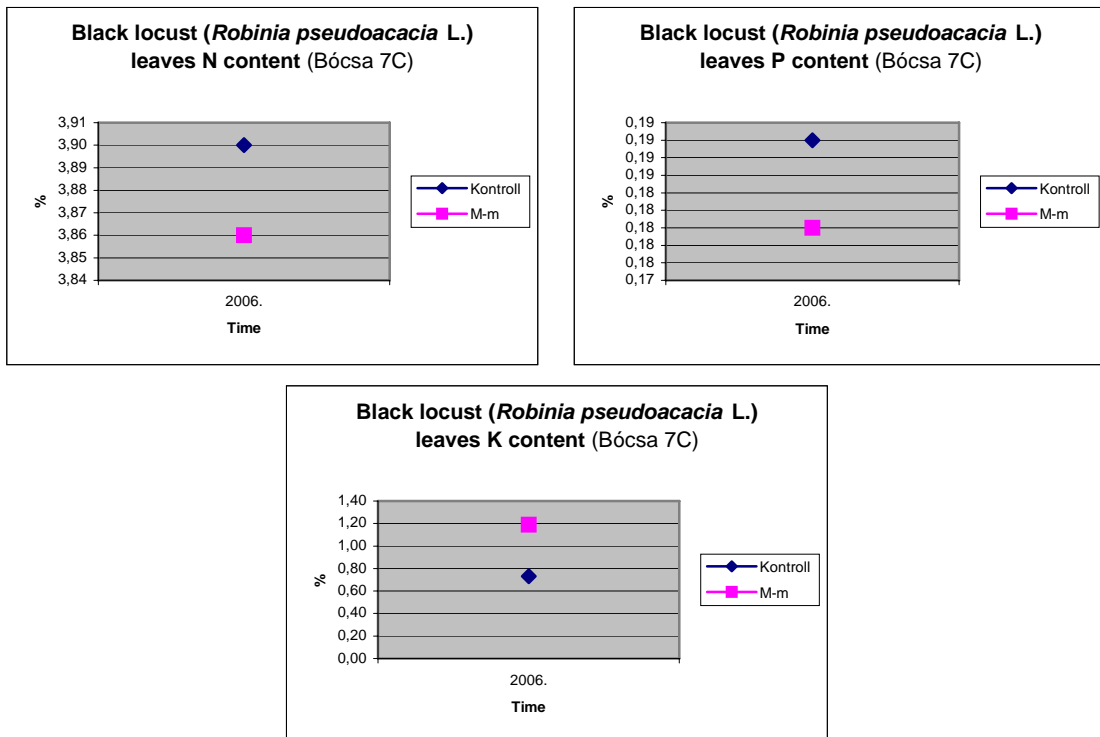 Black locust (Robinia pseudoacacia L.)
leaves N content (Bócsa 7C)
3,91
3,90
3,89
3,88
3,87
3,86
3,85
3,84
%
2006.
Time
Kontroll
M-m
Black locust (Robinia pseudoacacia L.)
leaves P content (Bócsa 7C)
0,19
0,19
0,19
0,19
0,18
0,18
0,18
0,18
0,18
0,17
%
2006.
Time
Kontroll
M-m
Black locust (Robinia pseudoacacia L.)
leaves K content (Bócsa 7C)
1,40
1,20
1,00
0,80
0,60
0,40
0,20
0,00
%
2006.
Time
Kontroll
M-m